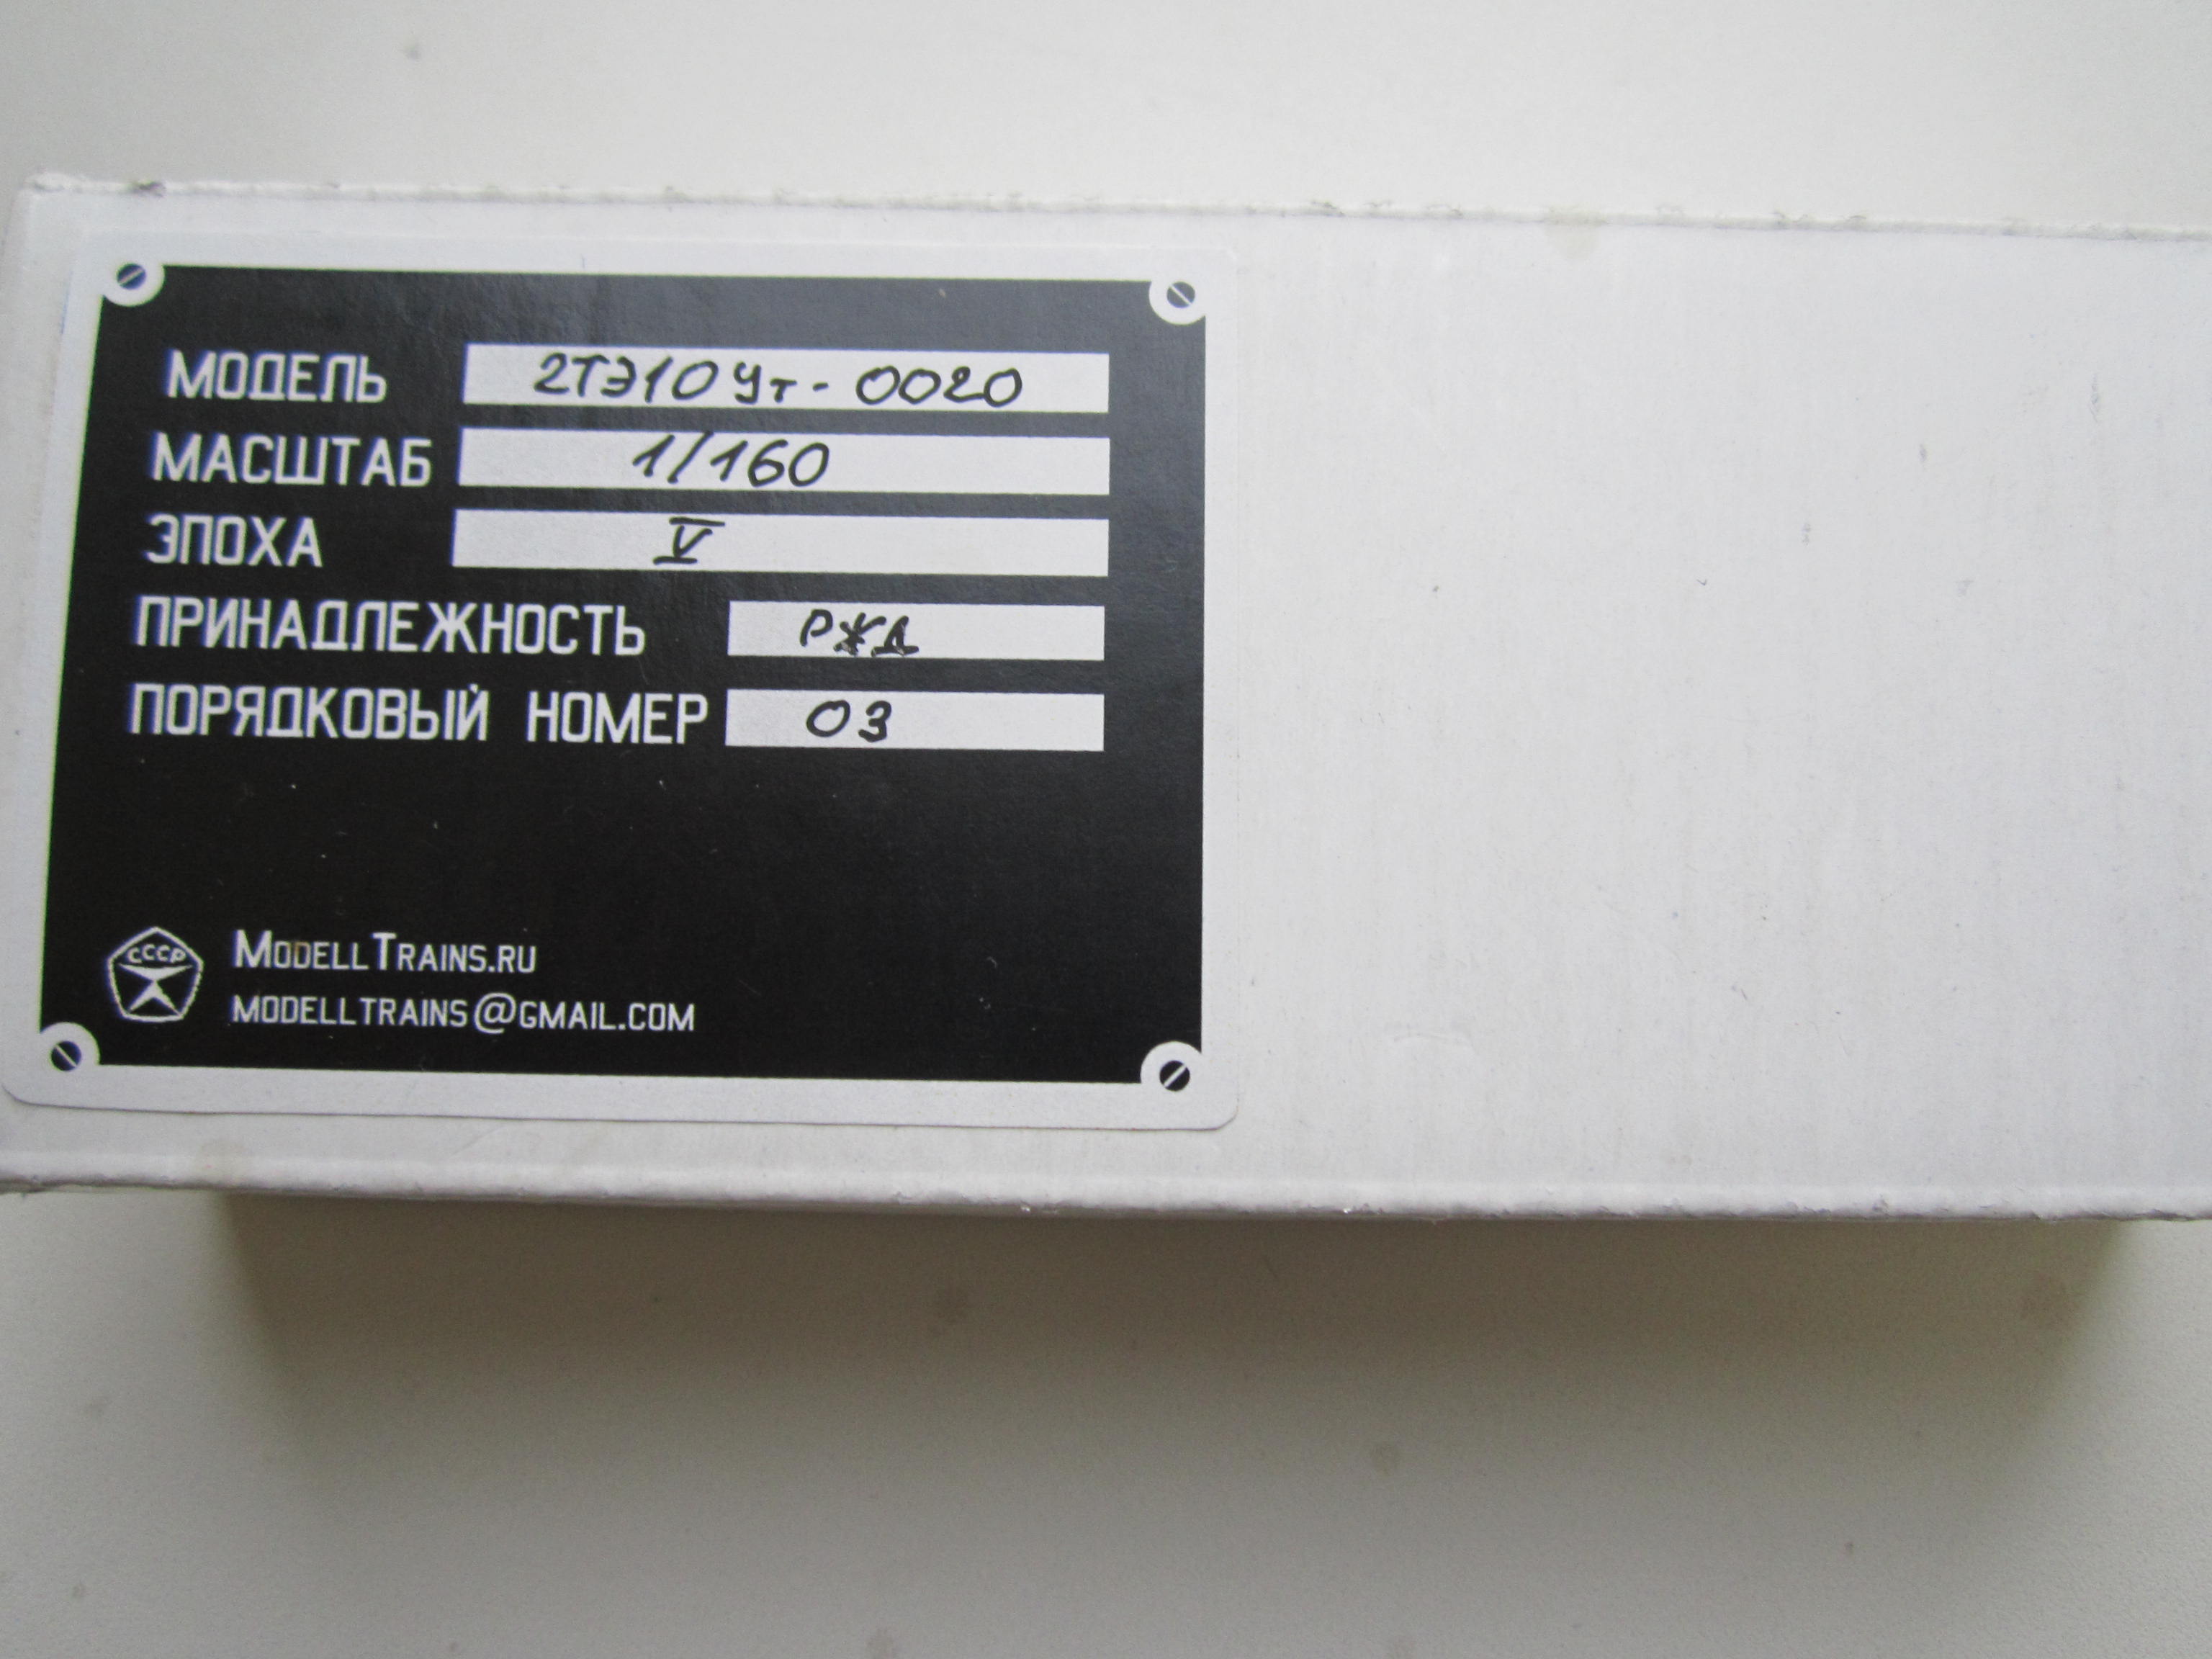 МОДЕЛЬ 2ТЭ10Ут-0020
МАСШТАБ 1/160
ЭПОХА V
ПРИНАДЛЕЖНОСТЬ РЖД
ПОРЯДКОВЫЙ НОМЕР 03
СССР
MODELLTRAINS.RU
MODELLTRAINS@GMAIL.COM